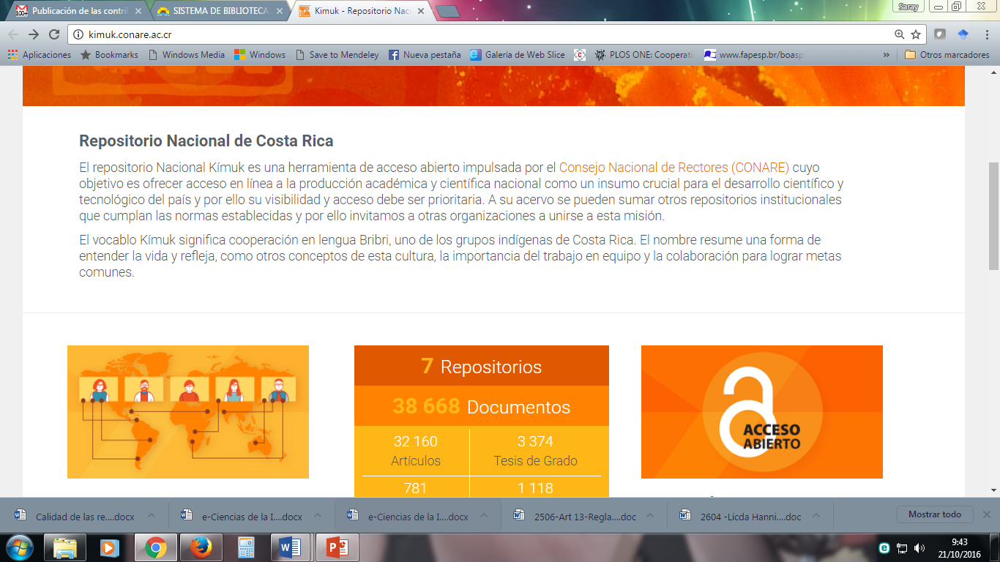 Publicación de las contri
SISTEMA DE BIBLIOTECA
Kimuk - Repositorio Naci
Saray
kimuk.conare.ac.cr
Aplicaciones
Bookmarks
Windows Media
Windows
Save to Mendeley
Nueva pestaña
Galería de Web Slice
PLOS ONE: Cooperati
www.fapesp.br/boasp
»
Otros marcadores
Repositorio Nacional de Costa Rica
El repositorio Nacional Kímuk es una herramienta de acceso abierto impulsada por el Consejo Nacional de Rectores (CONARE) cuyo
objetivo es ofrecer acceso en línea a la producción académica y científica nacional como un insumo crucial para el desarrollo científico y
tecnológico del país y por ello su visibilidad y acceso debe ser prioritaria. A su acervo se pueden sumar otros repositorios institucionales
que cumplan las normas establecidas y por ello invitamos a otras organizaciones a unirse a esta misión.
El vocablo Kímuk significa cooperación en lengua Bribri, uno de los grupos indígenas de Costa Rica. El nombre resume una forma de
entender la vida y refleja, como otros conceptos de esta cultura, la importancia del trabajo en equipo y la colaboración para lograr metas
comunes.
7 Repositorios
38 668 Documentos
32 160
Artículos
3 374
Tesis de Grado
781
1 118
ACCESO
ABIERTO
Calidad de las re....docx
e-Ciencias de la I....docx
e-Ciencias de la I....docx
2506-Art 13-Regla....doc
2604 -Licda Hanni....doc
Mostrar todo
9:43
21/10/2016